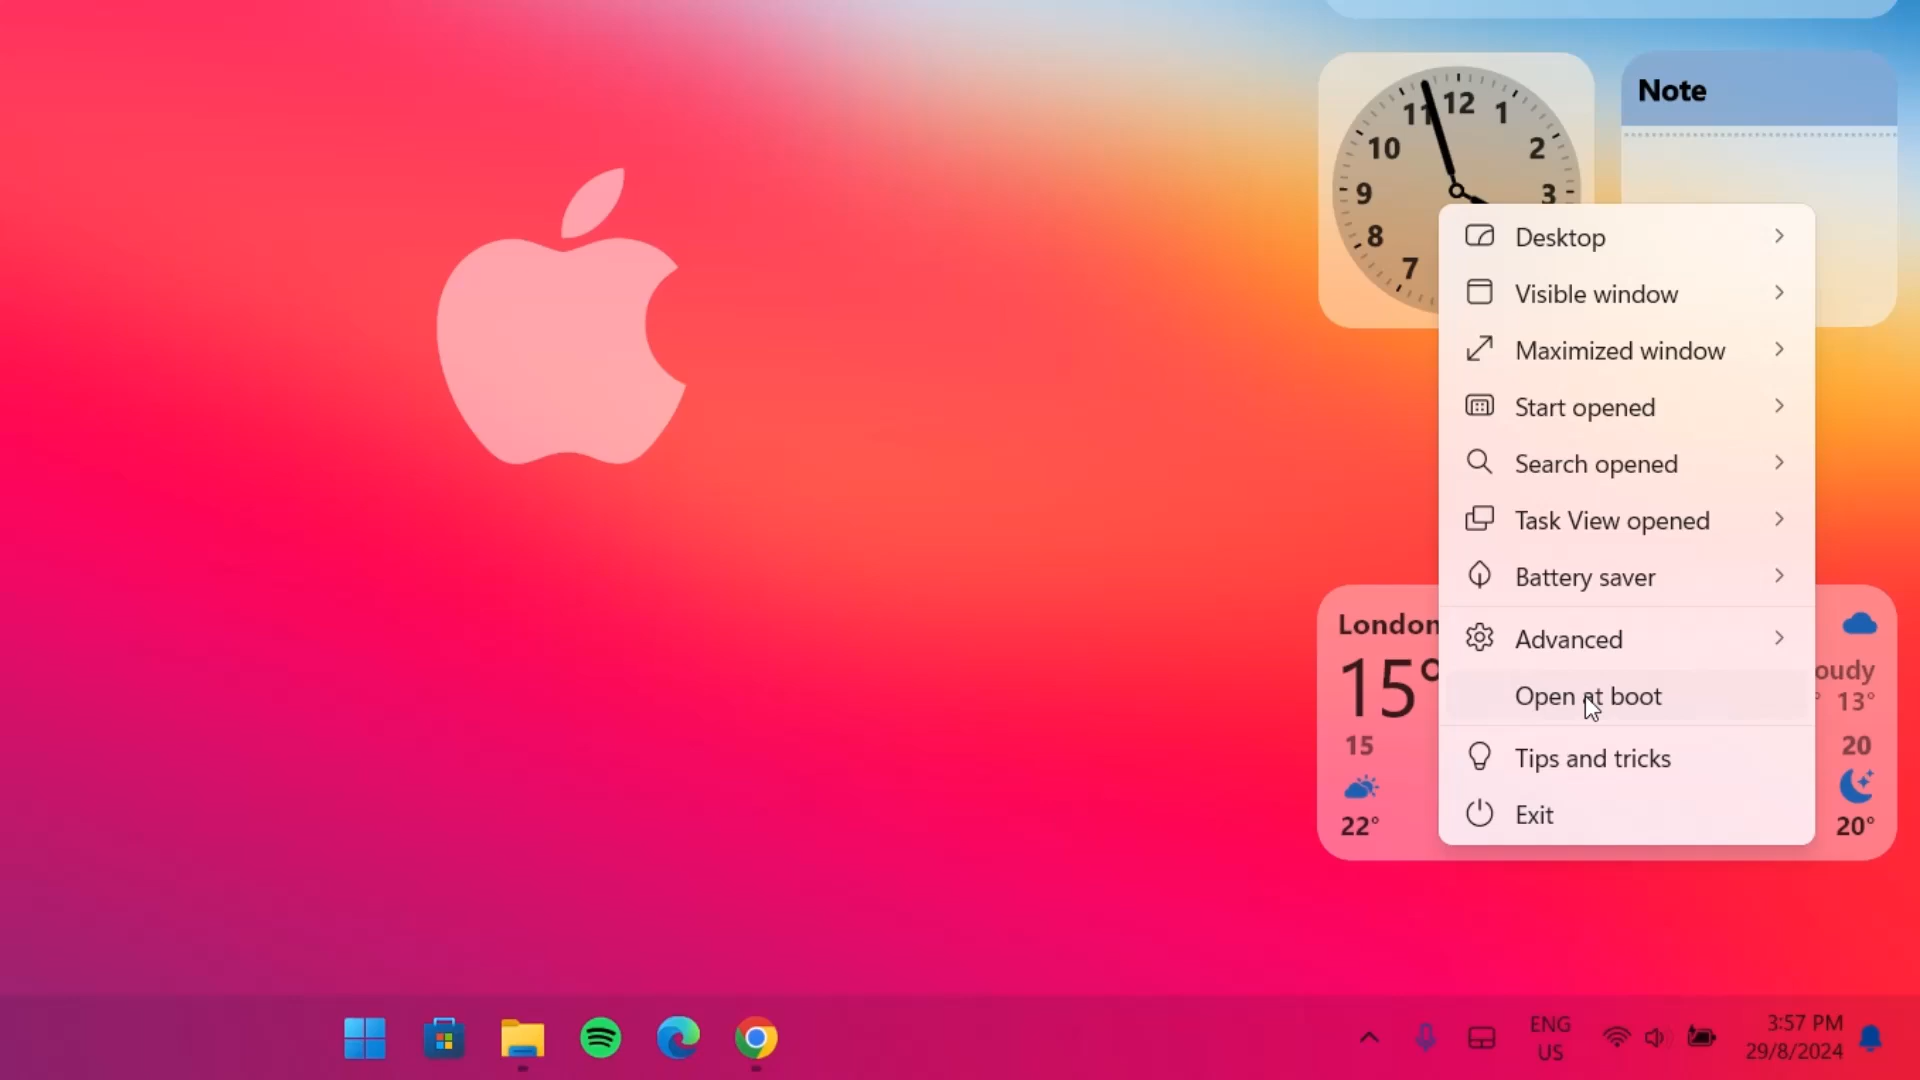 12
11
1
10
2
9
3
8
7
Note
Desktop
Visible window
Maximized window
Start opened
Search opened
Task View opened
Battery saver
Advanced
Open at boot
Tips and tricks
Exit
London
15°
15
22°
oudy
13°
20
20°
ENG
US
3:57 PM
29/8/2024